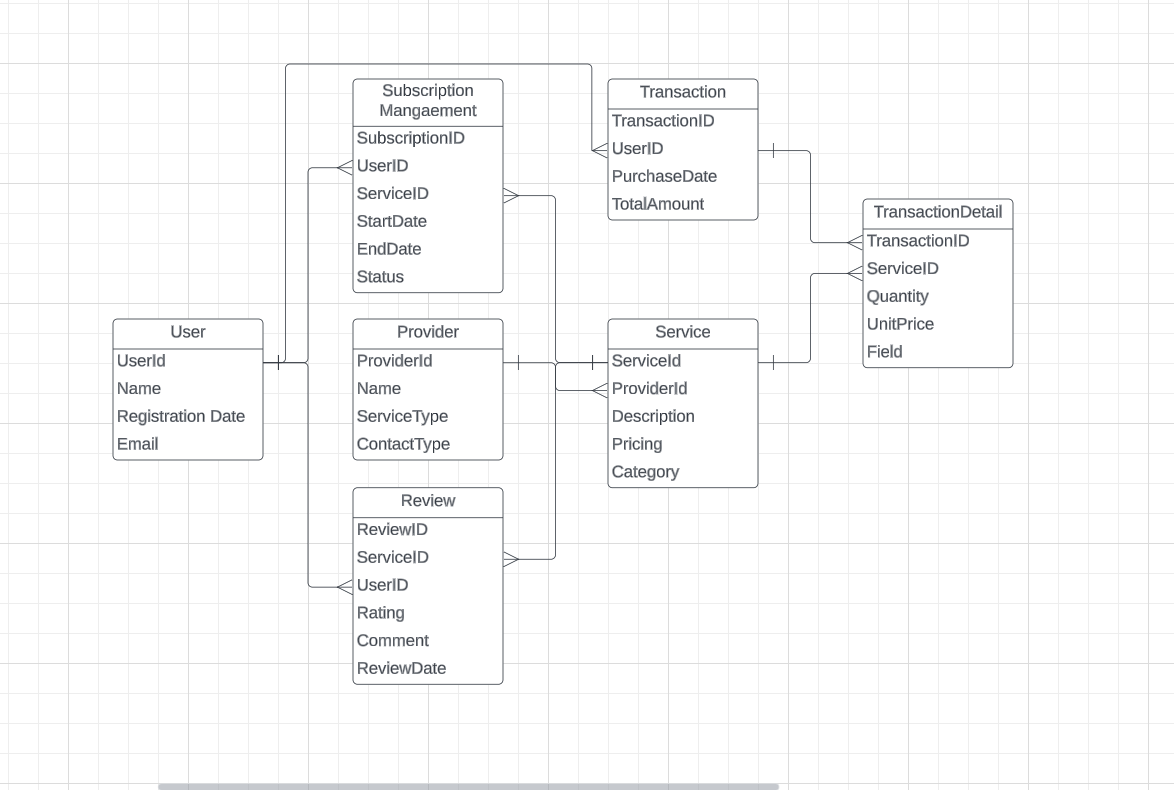 Subscription
Mangaement
SubscriptionID
UserID
ServiceID
StartDate
EndDate
Status
Transaction
TransactionID
UserID
PurchaseDate
TotalAmount
TransactionDetail
TransactionID
ServiceID
Quantity
UnitPrice
Field
User
UserId
Name
Registration Date
Email
Provider
ProviderId
Name
ServiceType
ContactType
Service
ServiceId
ProviderId
Description
Pricing
Category
Review
ReviewID
ServiceID
UserID
Rating
Comment
ReviewDate